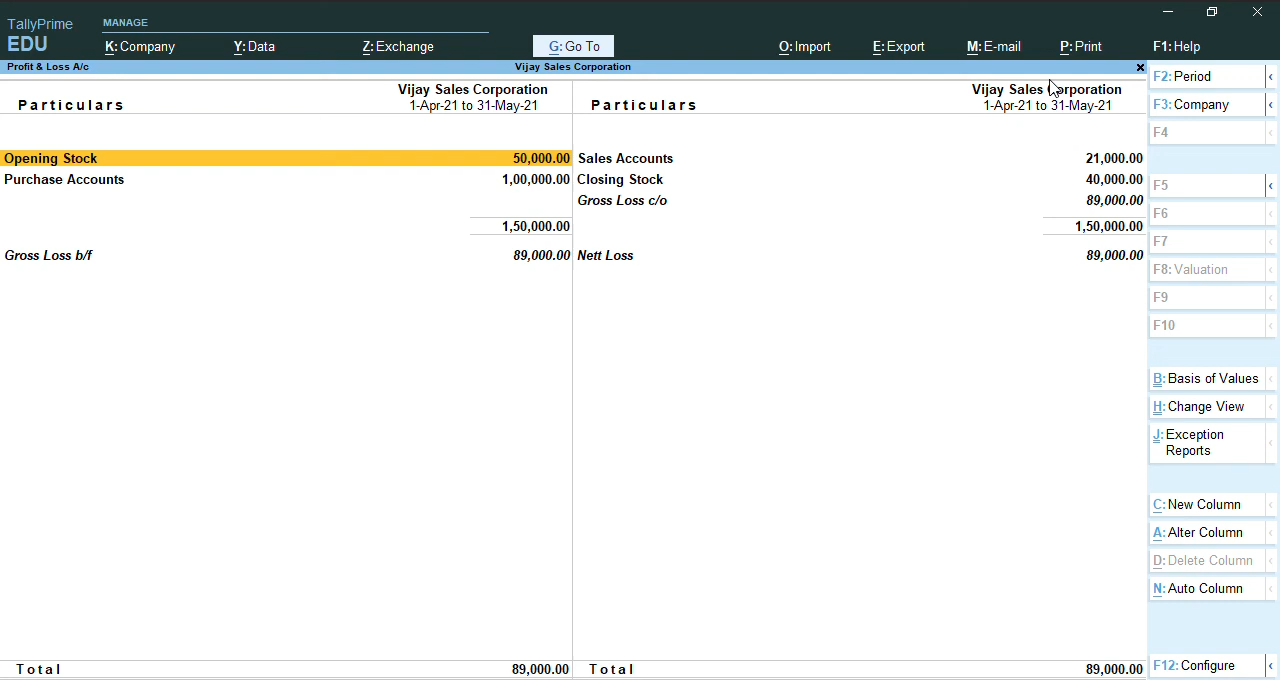 TallyPrime
EDU
MANAGE
K: Company Y: Data Z: Exchange G: Go To O: Import E: Export M: E-mail P: Print F1: Help
Profit & Loss A/c Vijay Sales Corporation
Particulars
Vijay Sales Corporation
1-Apr-21 to 31-May-21
Opening Stock 50,000.00
Purchase Accounts 1,00,000.00
1,50,000.00
Gross Loss b/f 89,000.00
Total 89,000.00
Particulars
Vijay Sales
1-Apr-21 to 31-May-21
Sales Accounts 21,000.00
Closing Stock 40,000.00
Gross Loss c/o 89,000.00
1,50,000.00
Nett Loss 89,000.00
Total 89,000.00
F2: Period
F3: Company
F4
F5
F6
F7
F8: Valuation
F9
F10
B: Basis of Values
H: Change View
J: Exception
Reports
C: New Column
A: Alter Column
D: Delete Column
N: Auto Column
F12: Configure